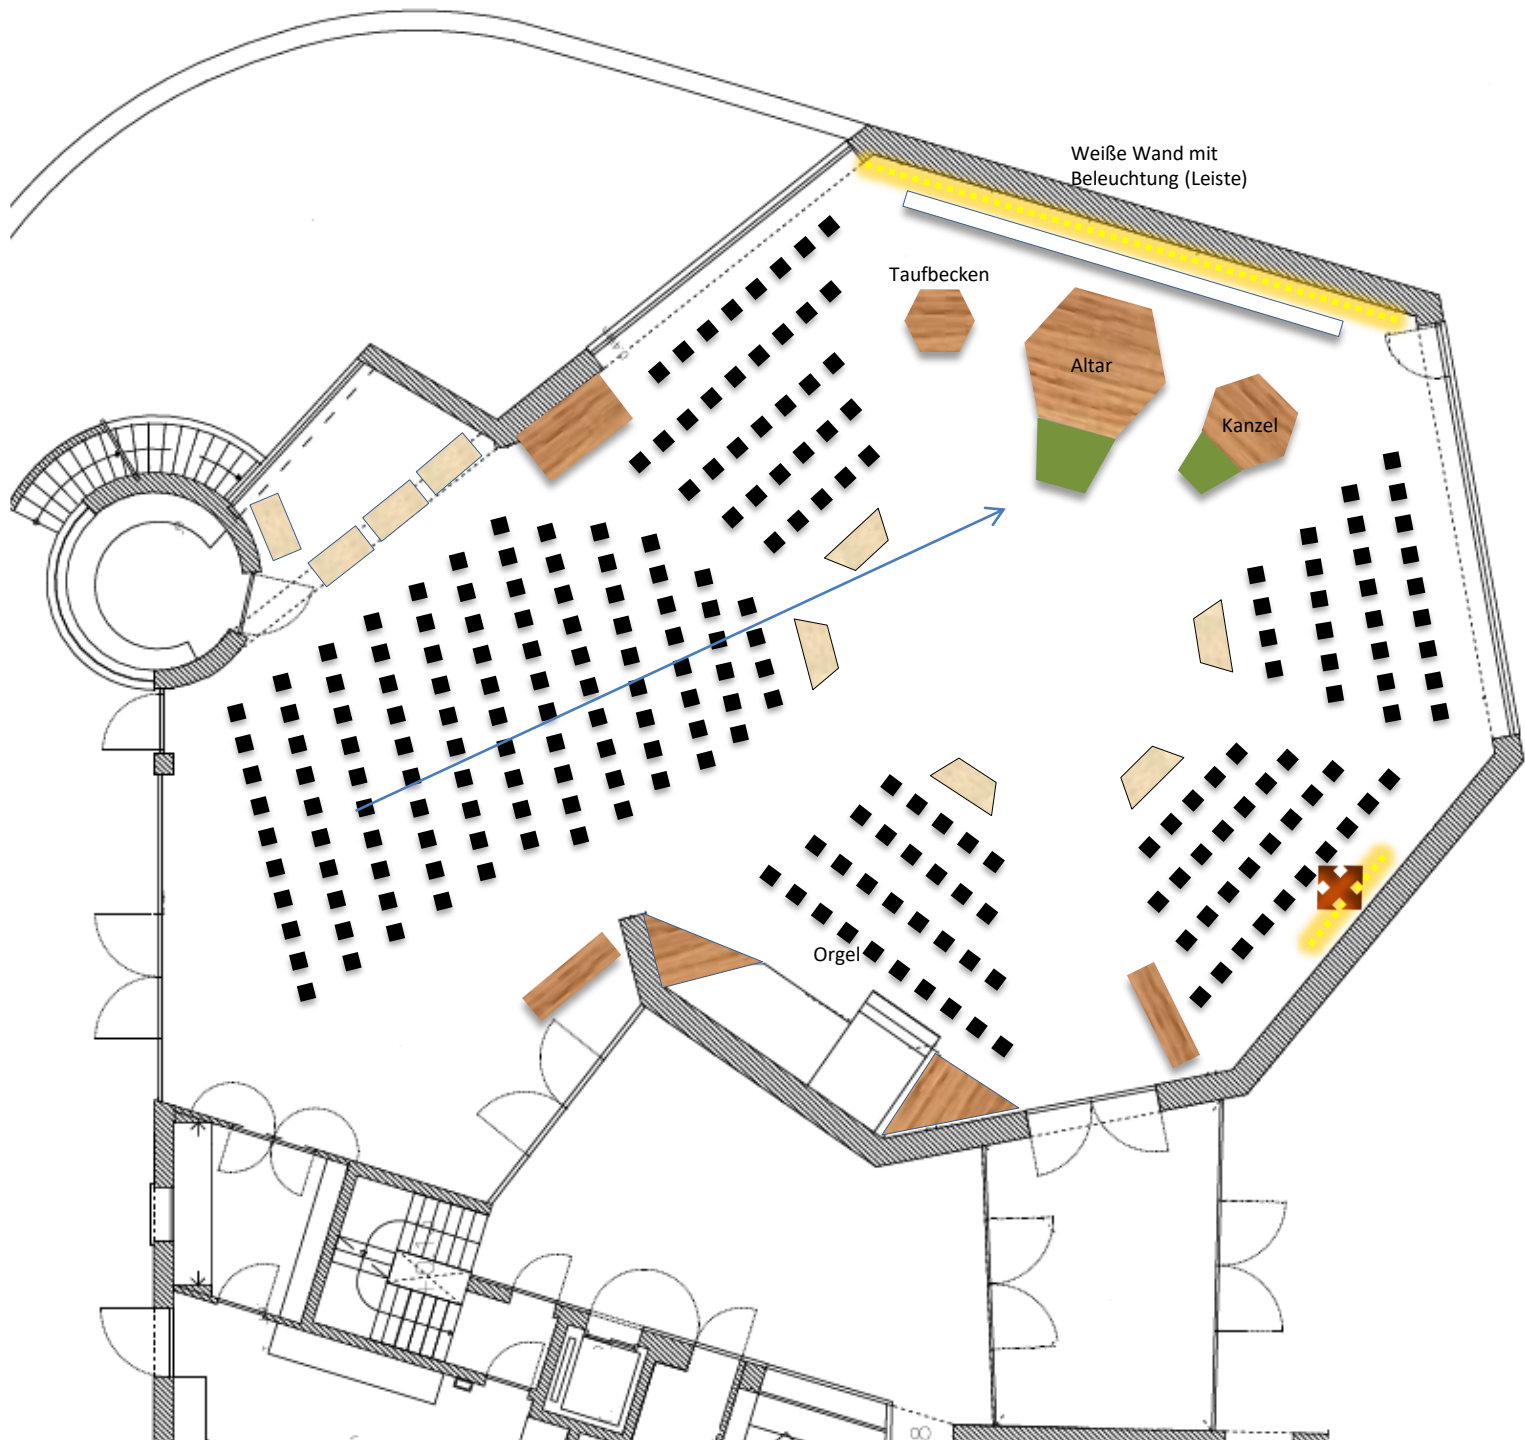 Weiße Wand mit
Beleuchtung (Leiste)
Taufbecken
Altar
Kanzel
Orgel